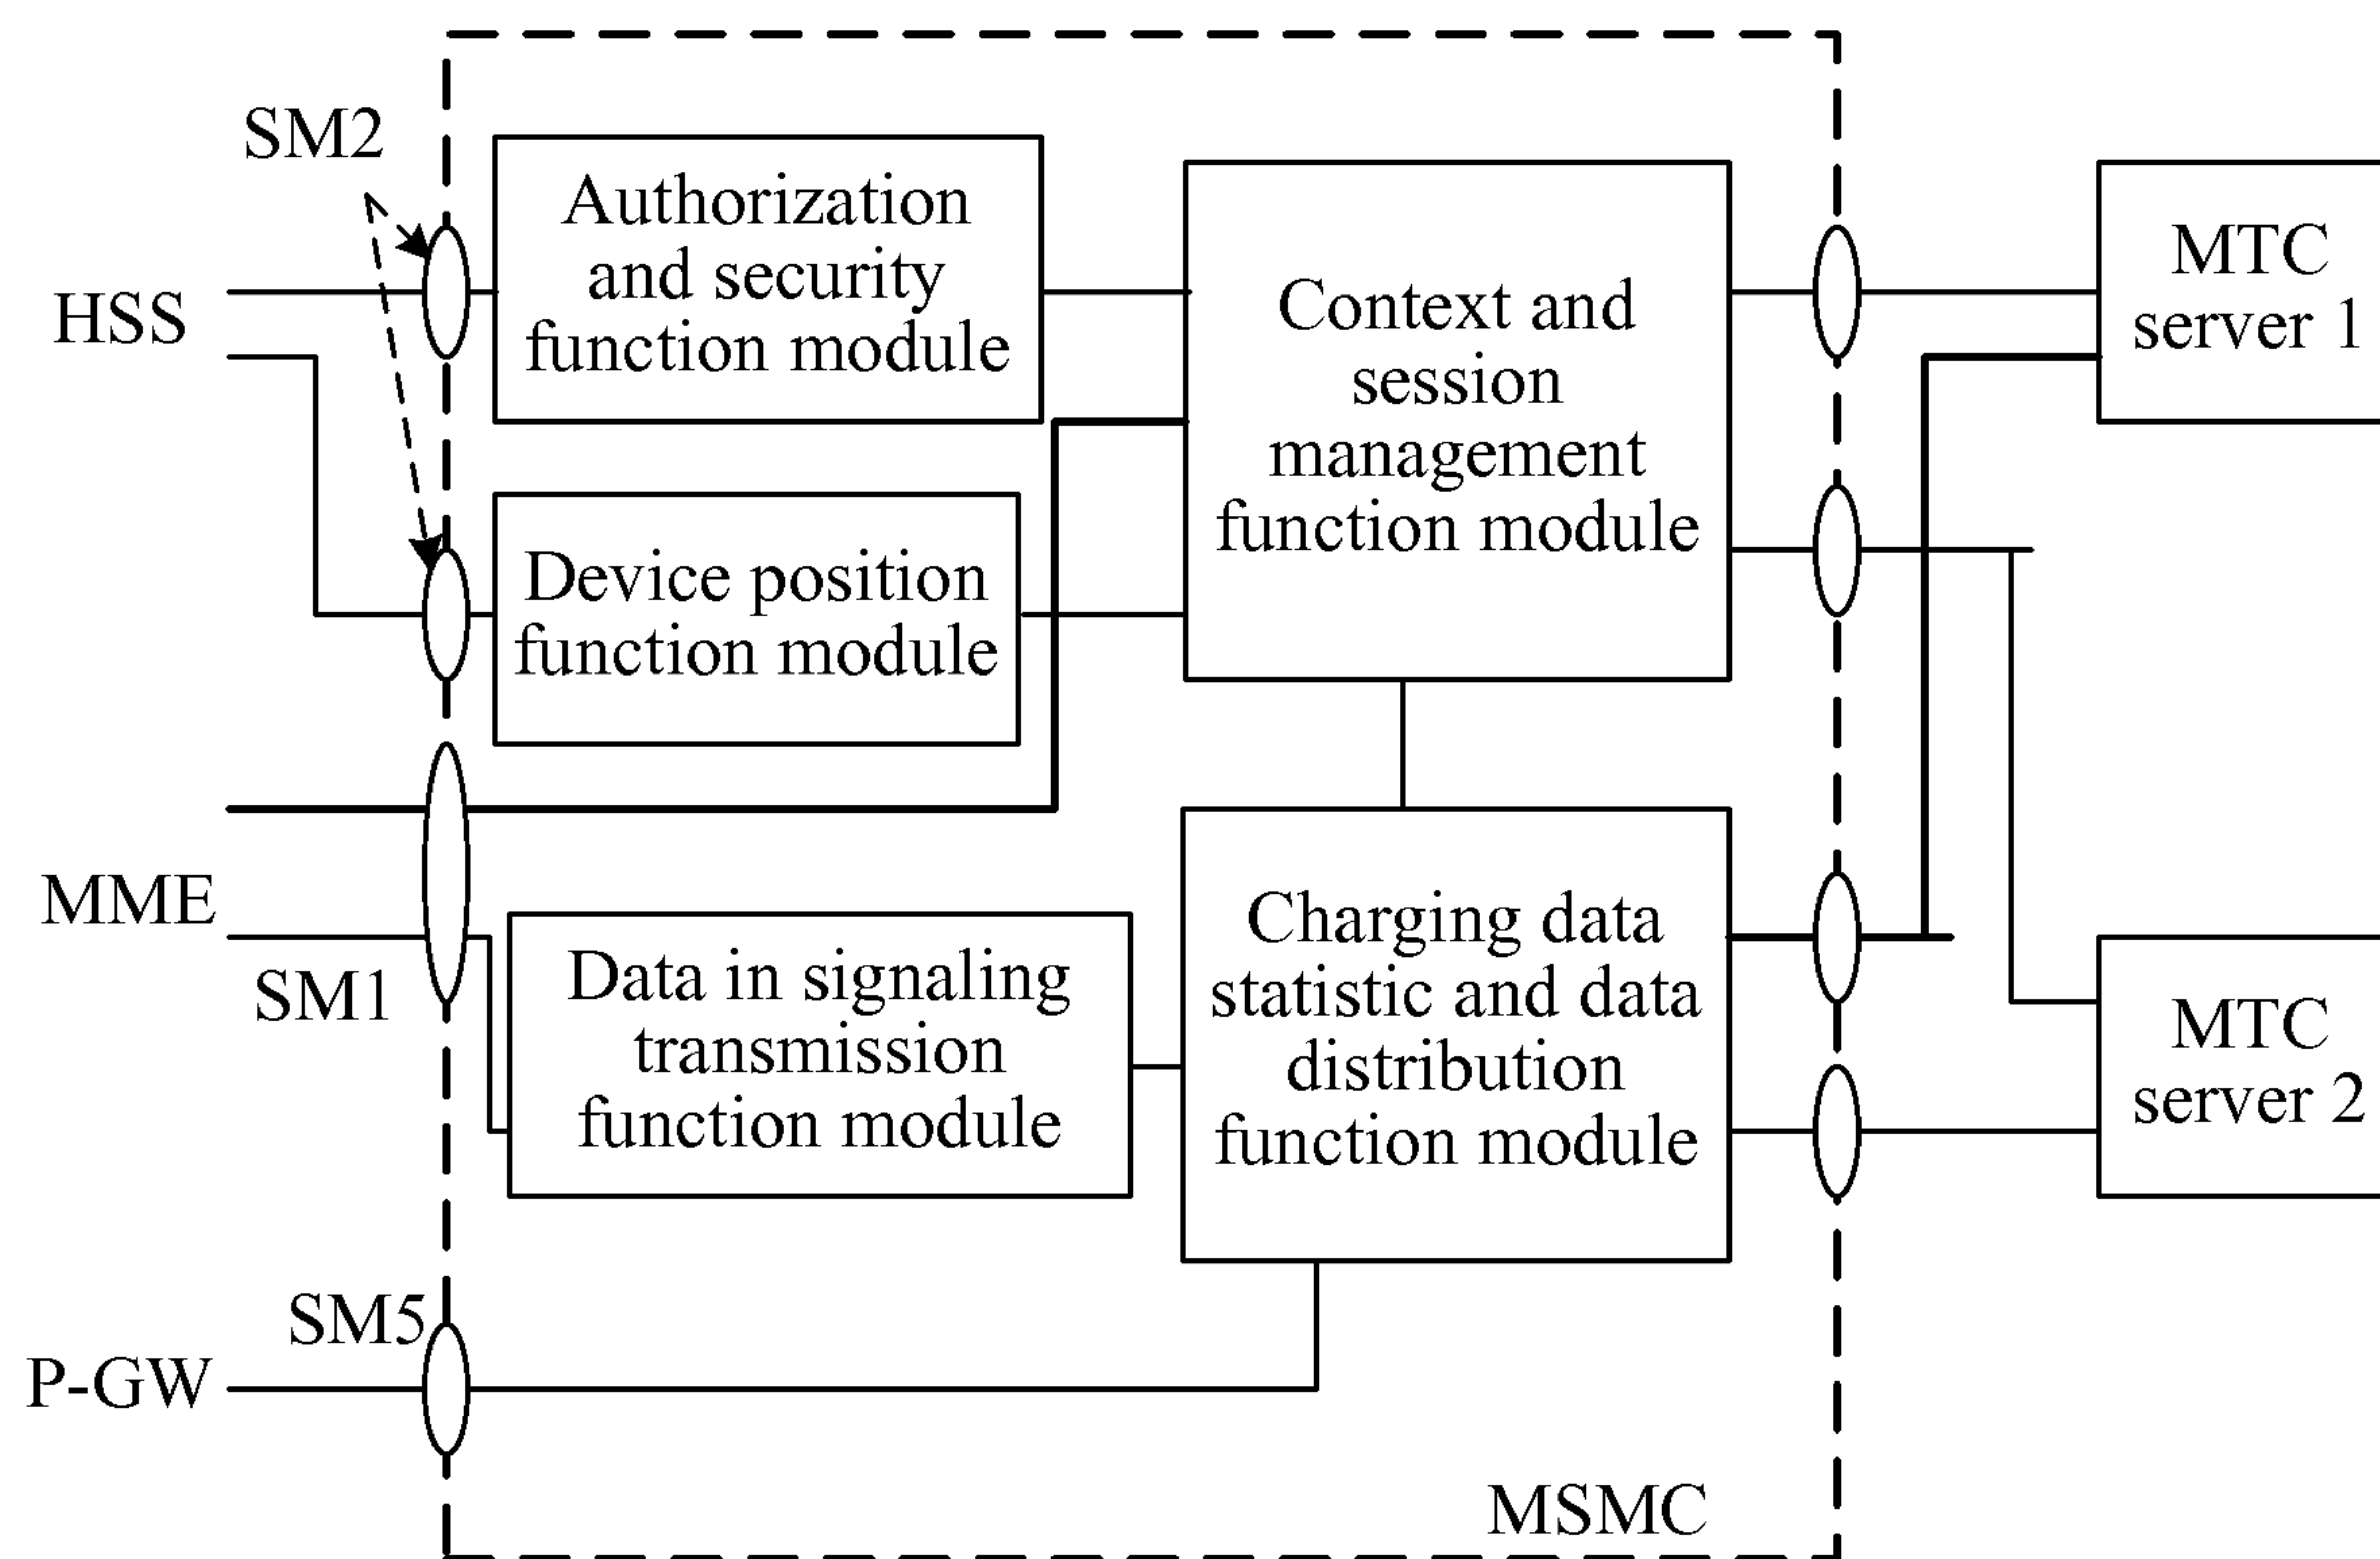 SM2
HSS
Authorization
and security
function module
Device position
function module
Context and
session
management
function module
MTC
server 1
MME
SM1
Data in signaling
transmission
function module
Charging data
statistic and data
distribution
function module
MTC
server 2
SM5
P-GW
MSMC